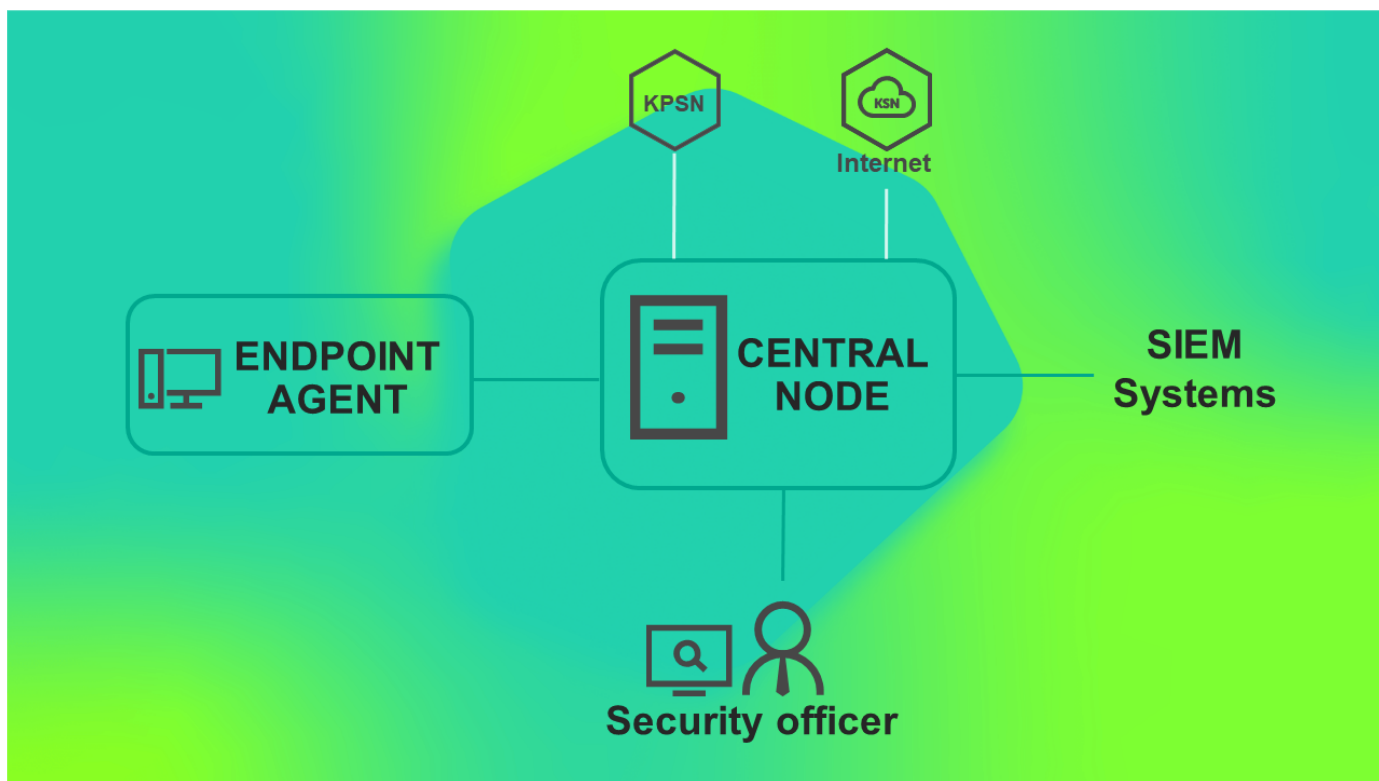 KPSN
KSN
Internet
ENDPOINT
AGENT
CENTRAL
NODE
SIEM
Systems
Security officer